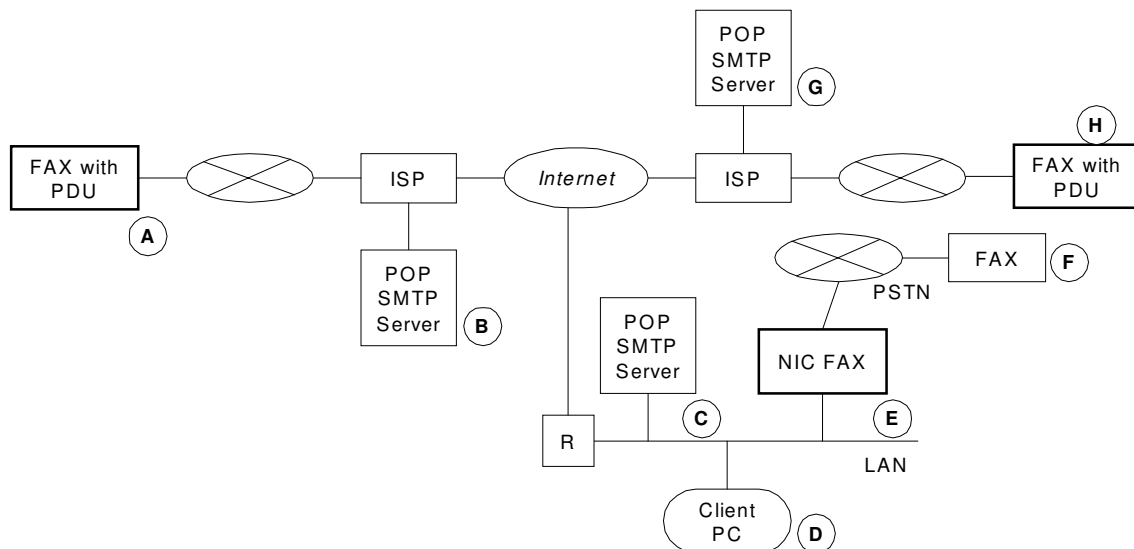 POP
SMTP
Server
G
H
FAX with
PDU
A
ISP
Internet
ISP
FAX with
PDU
POP
SMTP
Server
B
PSTN
FAX
F
POP
SMTP
Server
C
NIC FAX
E
R
LAN
Client
PC
D